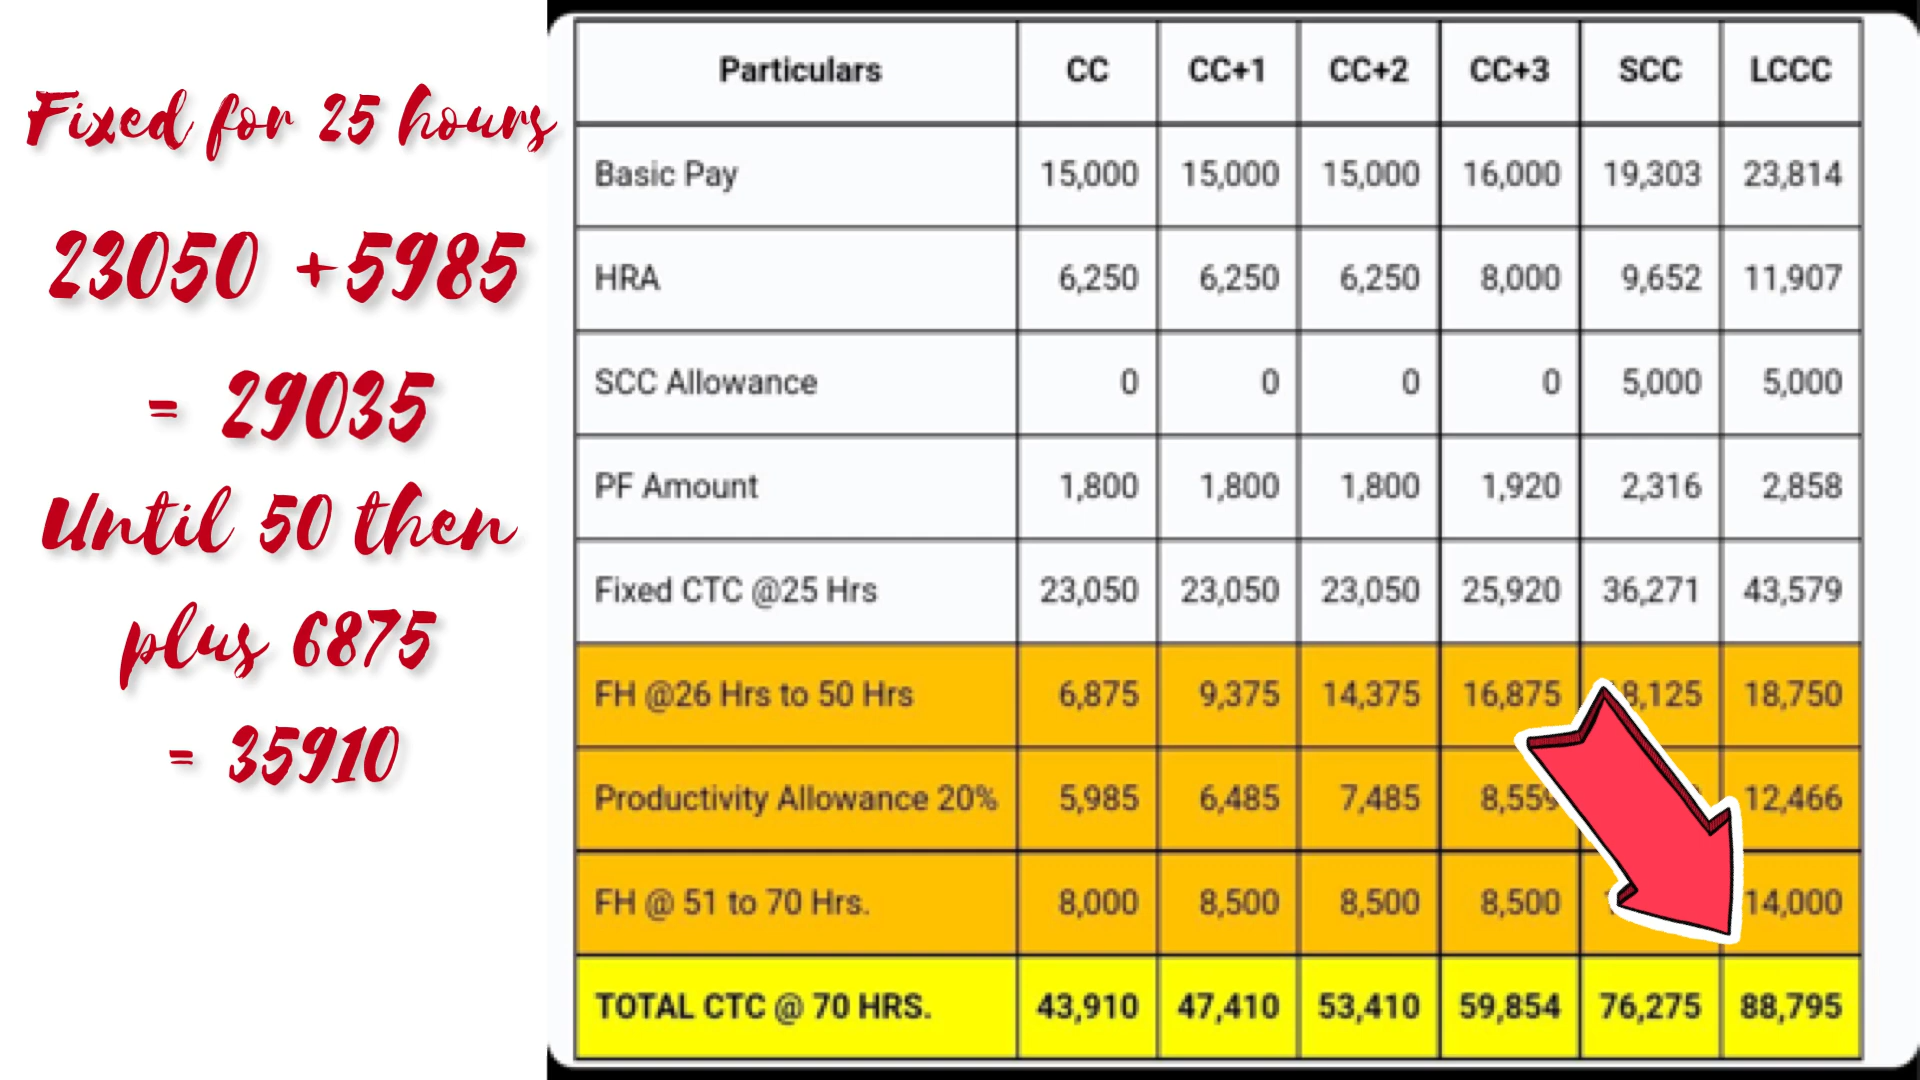 Fixed for 25 hours
23050 +5985
= 29035
Until 50 then
plus 6875
= 35910
Particulars CC CC+1 CC+2 CC+3 SCC LCCC
Basic Pay 15,000 15,000 15,000 16,000 19,303 23,814
HRA 6,250 6,250 6,250 8,000 9,652 11,907
SCC Allowance 0 0 0 0 5,000 5,000
PF Amount 1,800 1,800 1,800 1,920 2,316 2,858
Fixed CTC @25 Hrs 23,050 23,050 23,050 25,920 36,271 43,579
FH @26 Hrs to 50 Hrs 6,875 9,375 14,375 16,875 18,750
Productivity Allowance 20% 5,985 6,485 7,485 8,559 12,466
FH @ 51 to 70 Hrs. 8,000 8,500 8,500 8,500 14,000
TOTAL CTC @ 70 HRS. 43,910 47,410 53,410 59,854 76,275 88,795